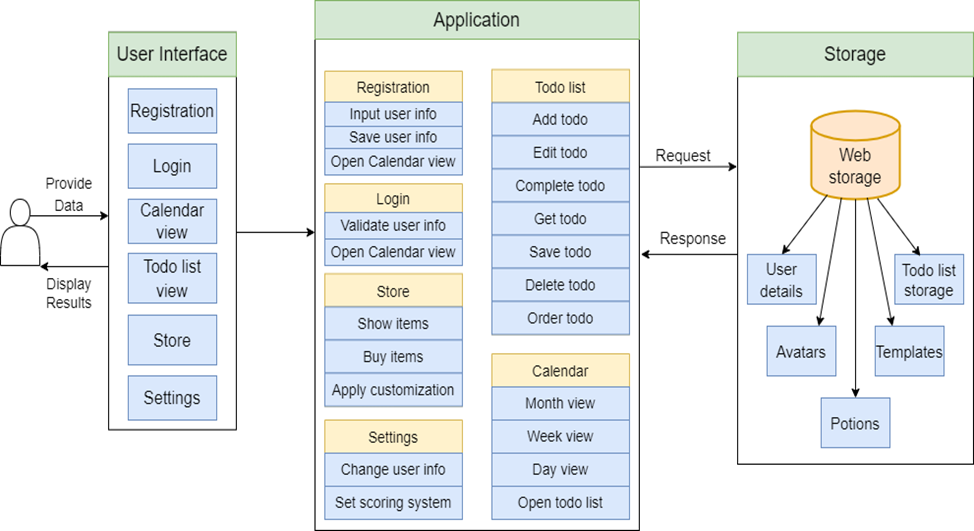 Provide
Data
Display
Results
User Interface
Registration
Login
Calendar
view
Todo list
view
Store
Settings
Application
Registration
Input user info
Save user info
Open Calendar view
Login
Validate user info
Open Calendar view
Store
Show items
Buy items
Apply customization
Settings
Change user info
Set scoring system
Todo list
Add todo
Edit todo
Complete todo
Get todo
Save todo
Delete todo
Order todo
Calendar
Month view
Week view
Day view
Open todo list
Request
Response
Storage
Web
storage
User
details
Todo list
storage
Avatars
Templates
Potions